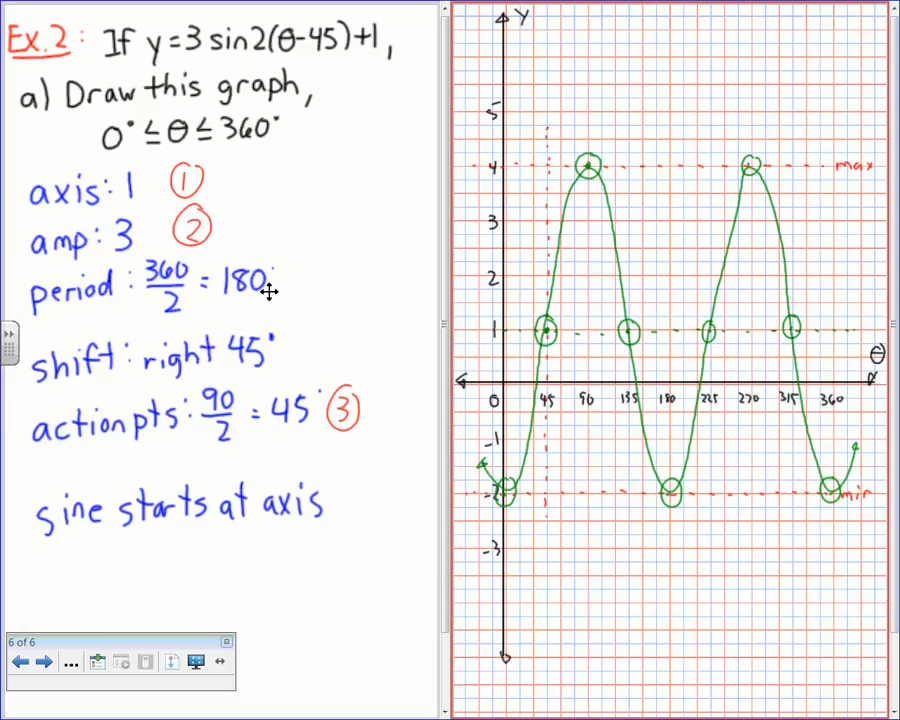 Ex. 2: If y = 3 sin2(θ-45)+1,
a) Draw this graph,
0° ≤ θ ≤ 360°
axis: 1 ①
amp: 3 ②
period: 360/2 = 180°
shift: right 45°
action pts: 90/2 = 45° ③
sine starts at axis
6 of 6
...
y
5
4
max
3
2
1
θ
x
0 45 90 135 180 225 270 315 360
-1
-2
min
-3